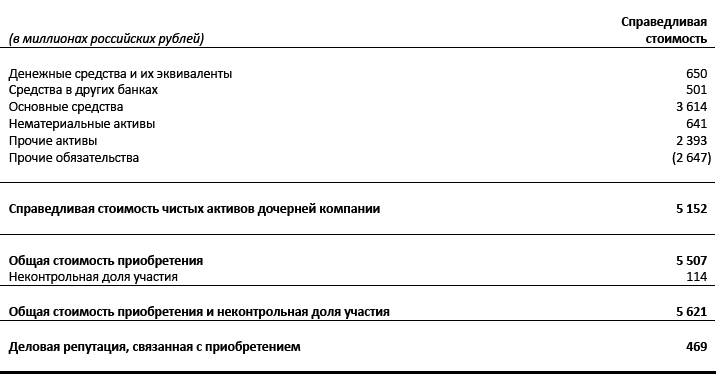 Справедливая
(в миллионах российских рублей) стоимость
Денежные средства и их эквиваленты 650
Средства в других банках 501
Основные средства 3 614
Нематериальные активы 641
Прочие активы 2 393
Прочие обязательства (2 647)
Справедливая стоимость чистых активов дочерней компании 5 152
Общая стоимость приобретения 5 507
Неконтрольная доля участия 114
Общая стоимость приобретения и неконтрольная доля участия 5 621
Деловая репутация, связанная с приобретением 469